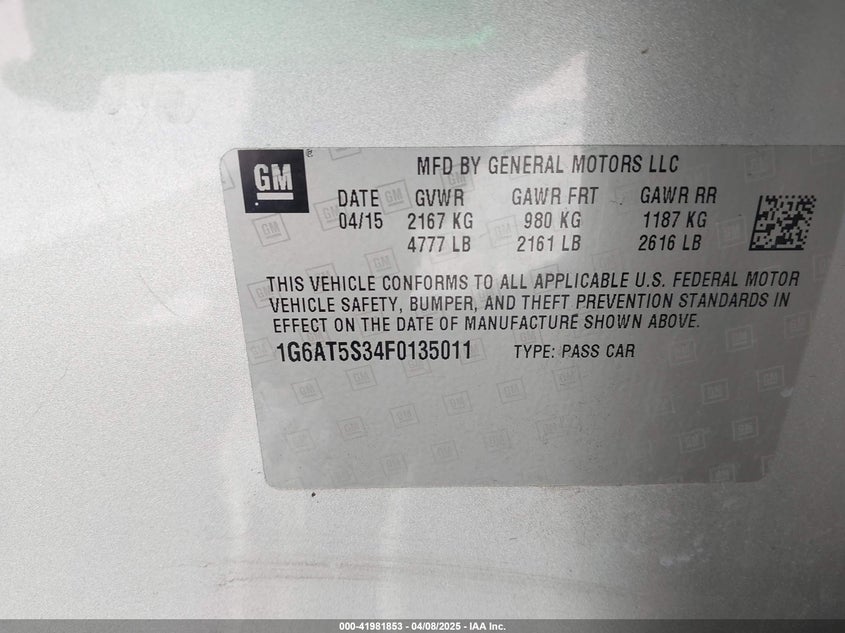 GM ®
MFD BY GENERAL MOTORS LLC
DATE GVWR GAWR FRT GAWR RR
04/15 2167 KG 980 KG 1187 KG
4777 LB 2161 LB 2616 LB
THIS VEHICLE CONFORMS TO ALL APPLICABLE U.S. FEDERAL MOTOR
VEHICLE SAFETY, BUMPER, AND THEFT PREVENTION STANDARDS IN
EFFECT ON THE DATE OF MANUFACTURE SHOWN ABOVE.
1G6AT5S34F0135011 TYPE: PASS CAR
000-41981853 / 04/08/2025 - IAA Inc.